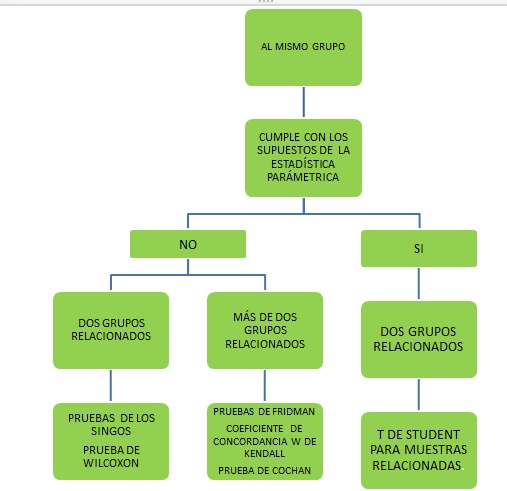 AL MISMO GRUPO
CUMPLE CON LOS
SUPUESTOS DE LA
ESTADÍSTICA
PARÁMETRICA
NO
SI
DOS GRUPOS
RELACIONADOS
MÁS DE DOS
GRUPOS
RELACIONADOS
DOS GRUPOS
RELACIONADOS
PRUEBAS DE LOS
SINGOS
PRUEBA DE
WILCOXON
PRUEBAS DE FRIDMAN
COEFICIENTE DE
CONCORDANCIA W DE
KENDALL
PRUEBA DE COCHAN
T DE STUDENT
PARA MUESTRAS
RELACIONADAS.